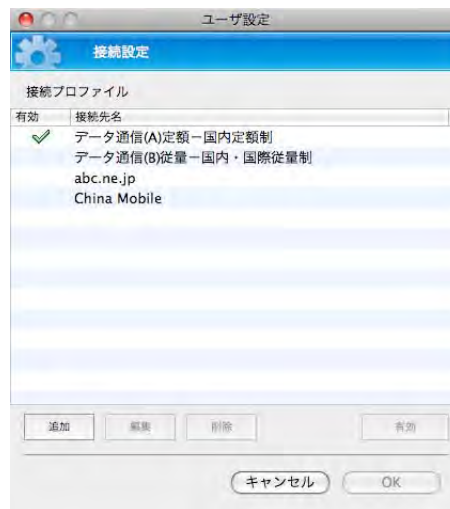 ユーザ設定
接続設定
接続プロファイル
有効 接続先名
データ通信(A)定額－国内定額制
データ通信(B)従量－国内・国際従量制
abc.ne.jp
China Mobile
追加 編集 削除 有効
キャンセル OK